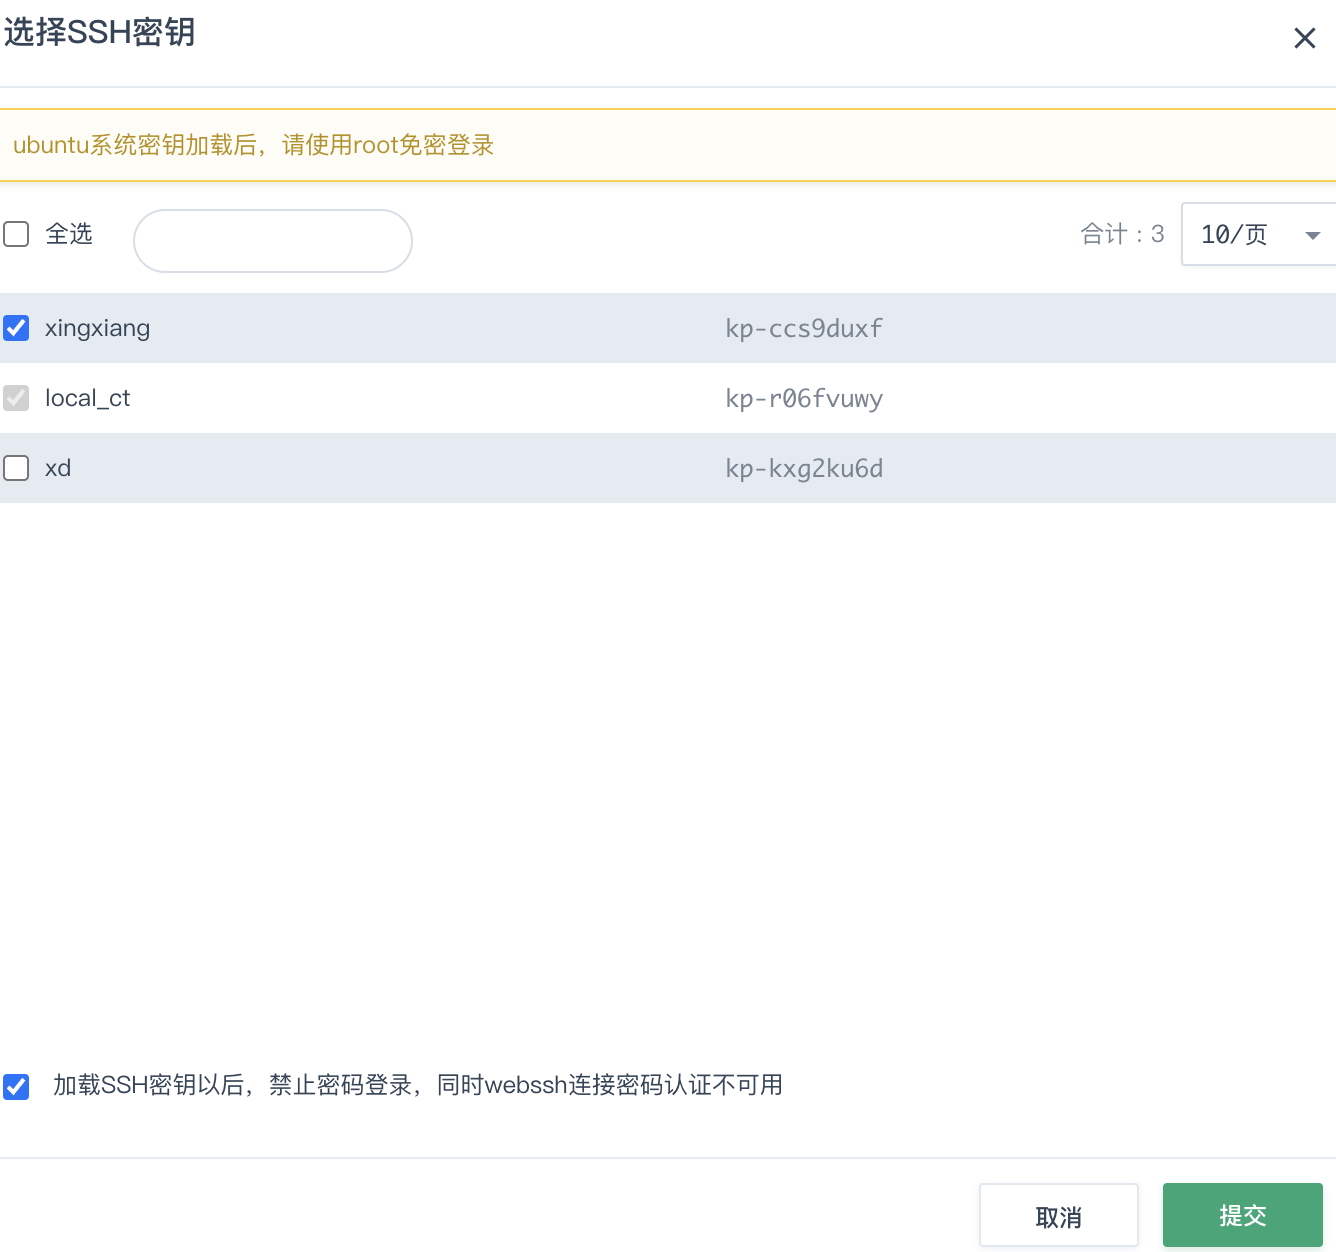 选择SSH密钥
ubuntu系统密钥加载后，请使用root免密登录
全选
合计：3
10/页
xingxiang kp-ccs9duxf
local_ct kp-r06fvuwy
xd kp-kxg2ku6d
加载SSH密钥以后，禁止密码登录，同时webssh连接密码认证不可用
取消 提交